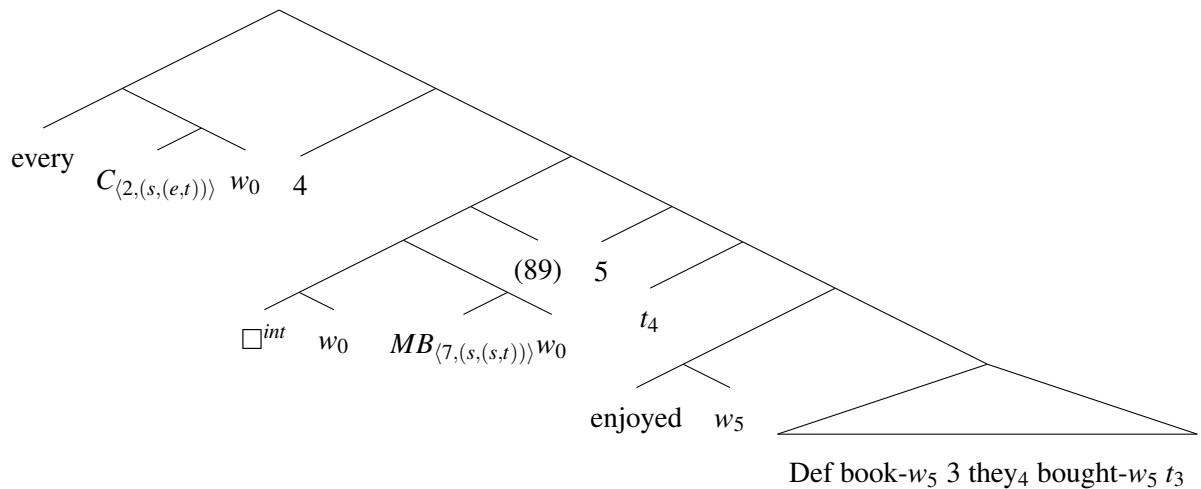 every
C⟨2,(s,(e,t))⟩ w0 4
(89) 5
□int w0 MB⟨7,(s,(s,t))⟩w0 t4
enjoyed w5
Def book-w5 3 they4 bought-w5 t3